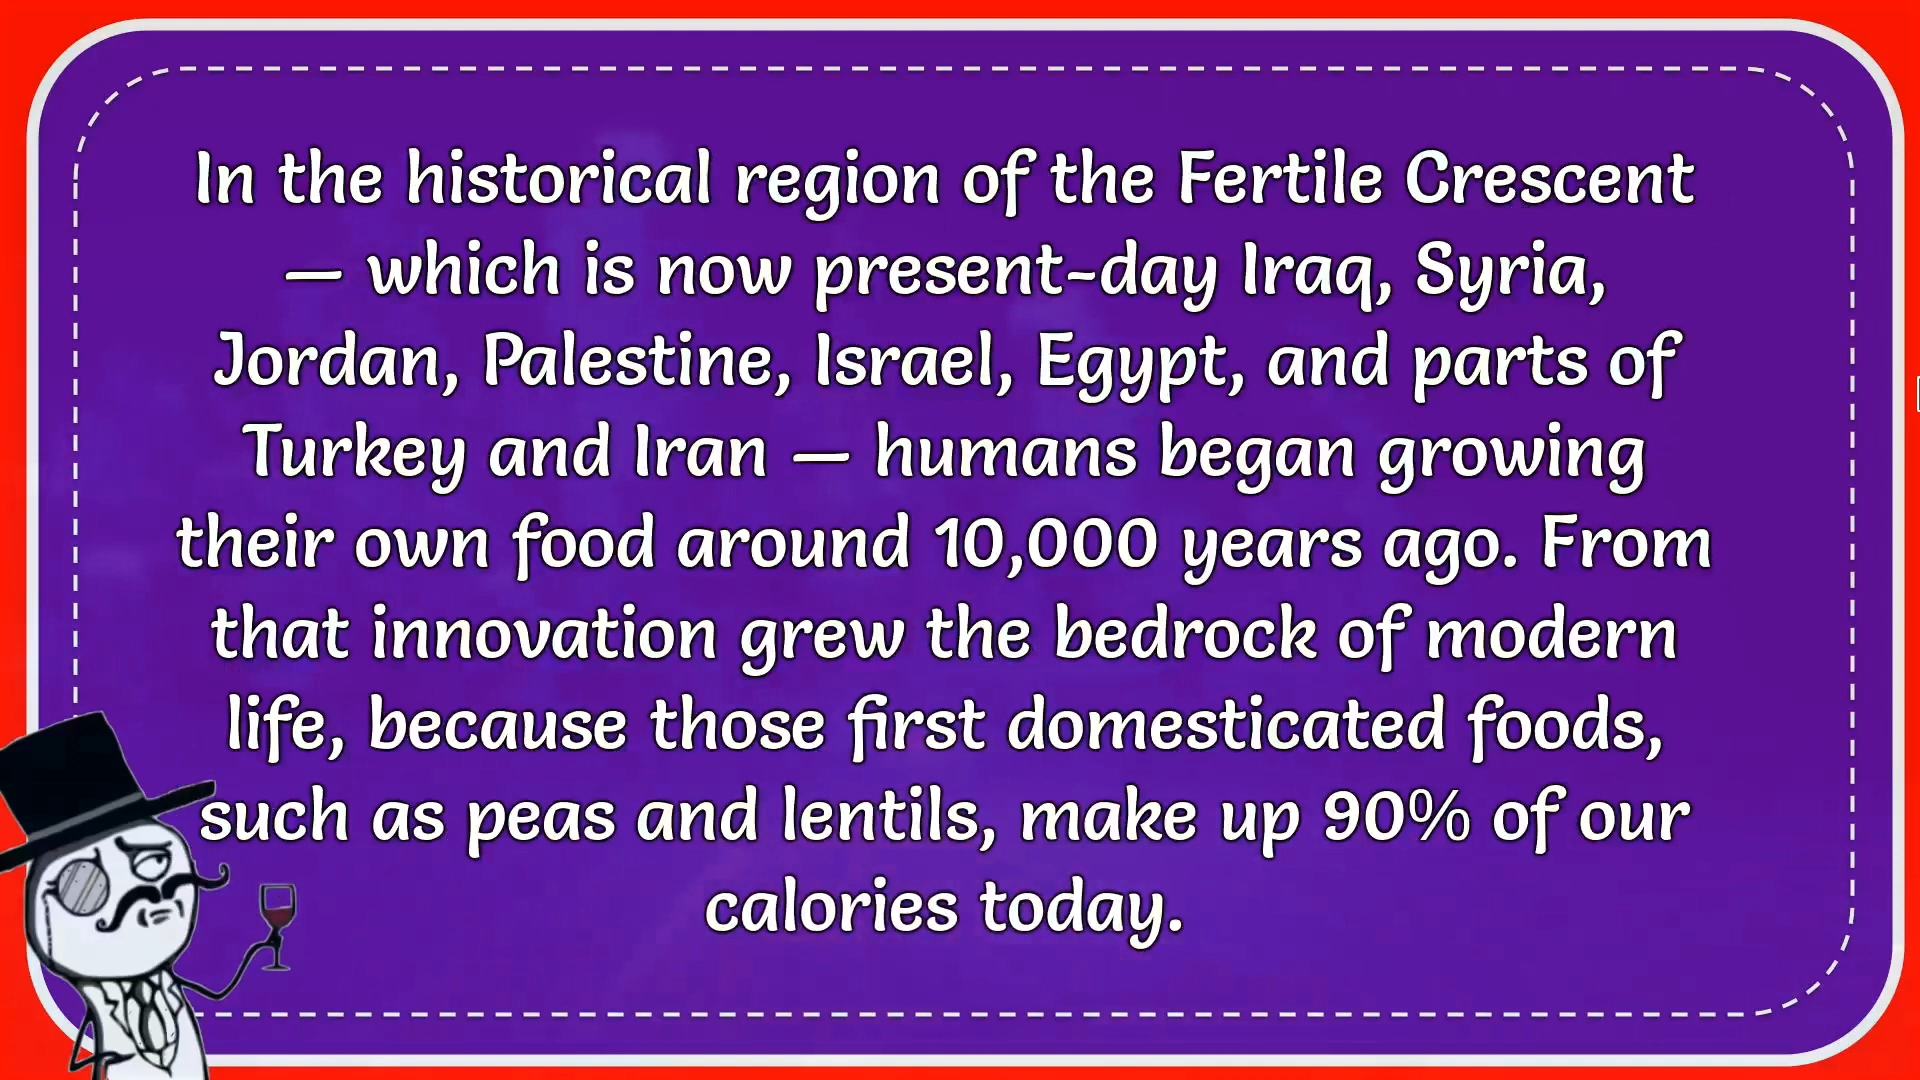 In the historical region of the Fertile Crescent
— which is now present-day Iraq, Syria,
Jordan, Palestine, Israel, Egypt, and parts of
Turkey and Iran — humans began growing
their own food around 10,000 years ago. From
that innovation grew the bedrock of modern
life, because those first domesticated foods,
such as peas and lentils, make up 90% of our
calories today.